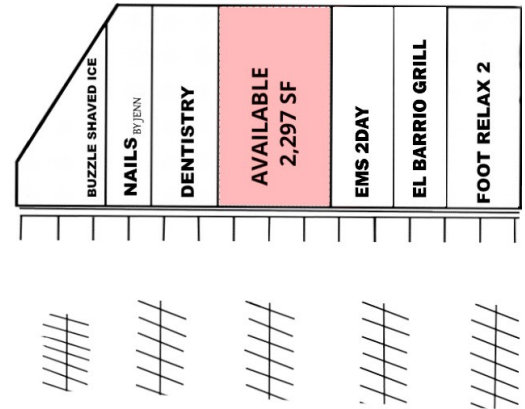 BUZZLE SHAVED ICE
NAILS BY JENN
DENTISTRY
AVAILABLE
2,297 SF
EMS 2DAY
EL BARRIO GRILL
FOOT RELAX 2